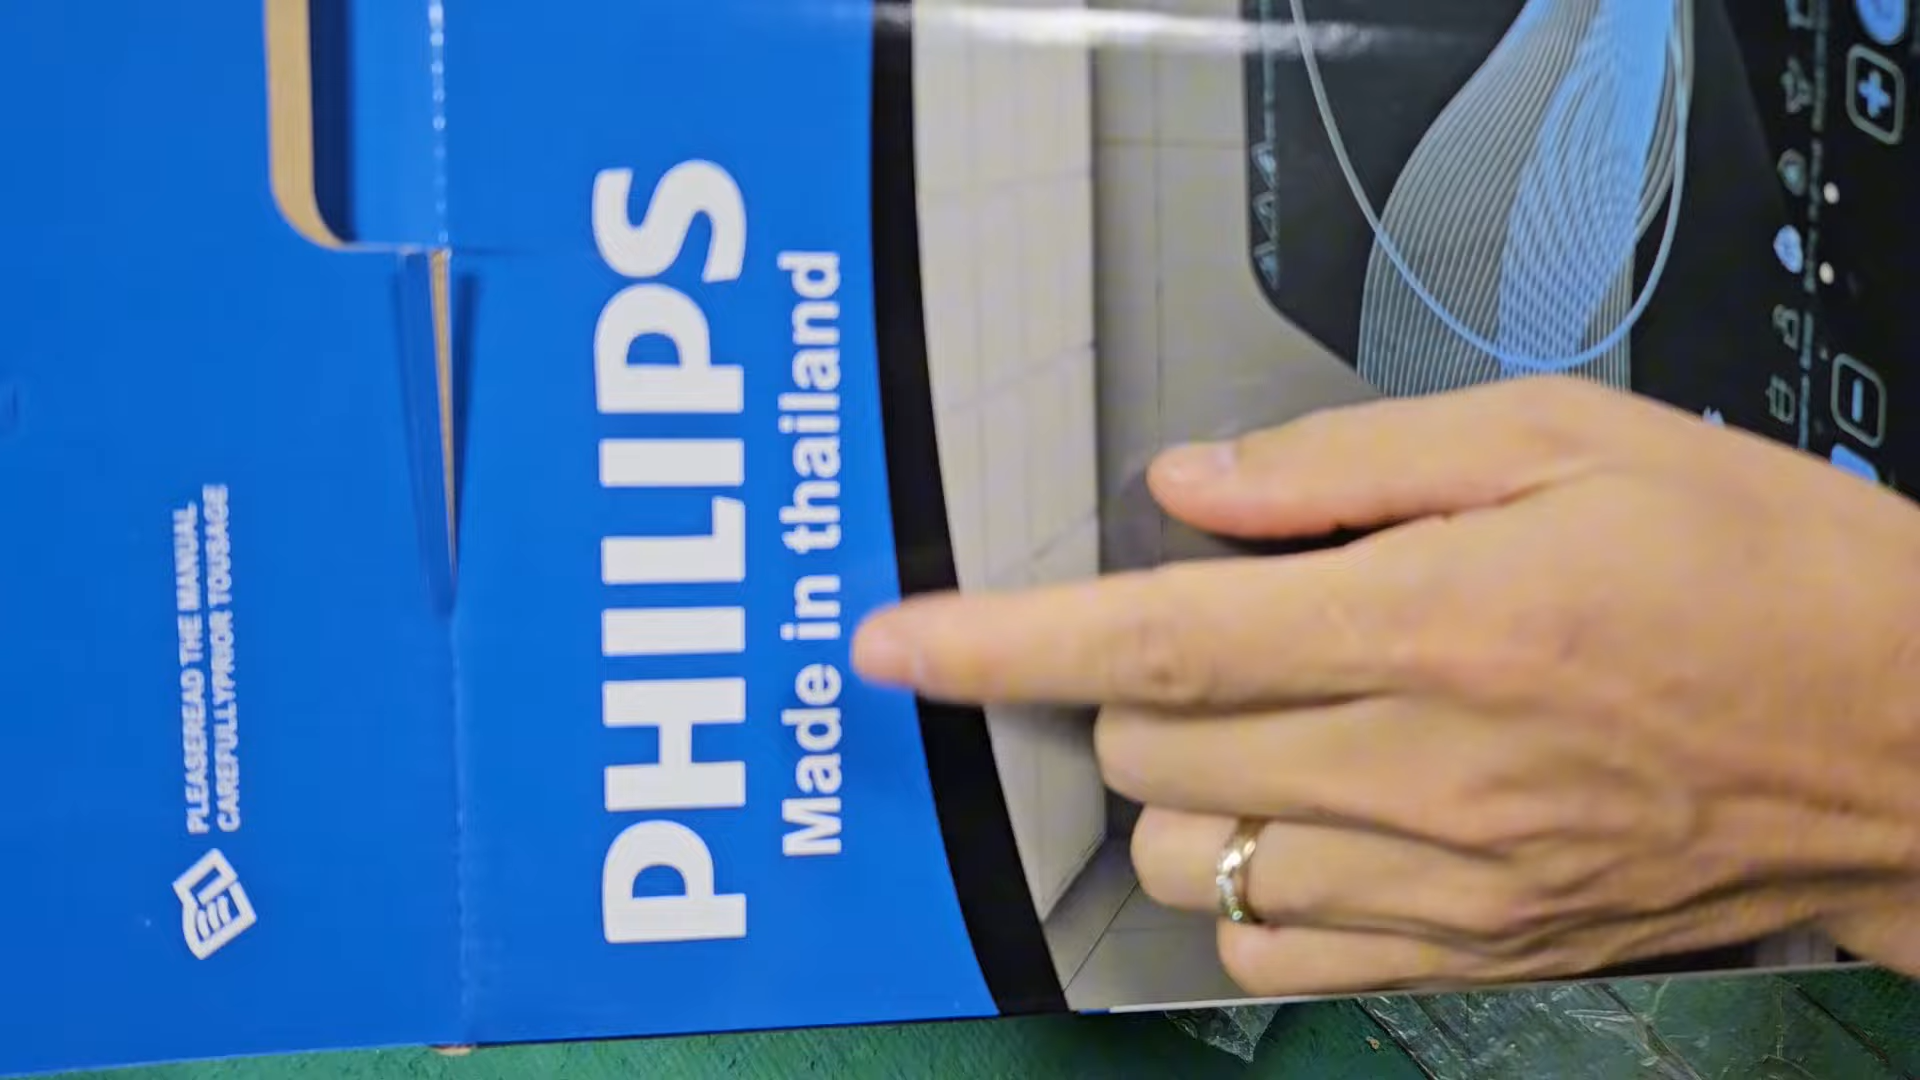 PLEASEREAD THE MANUAL
CAREFULLYPRIOR TOUSAGE
PHILIPS
Made in thailand